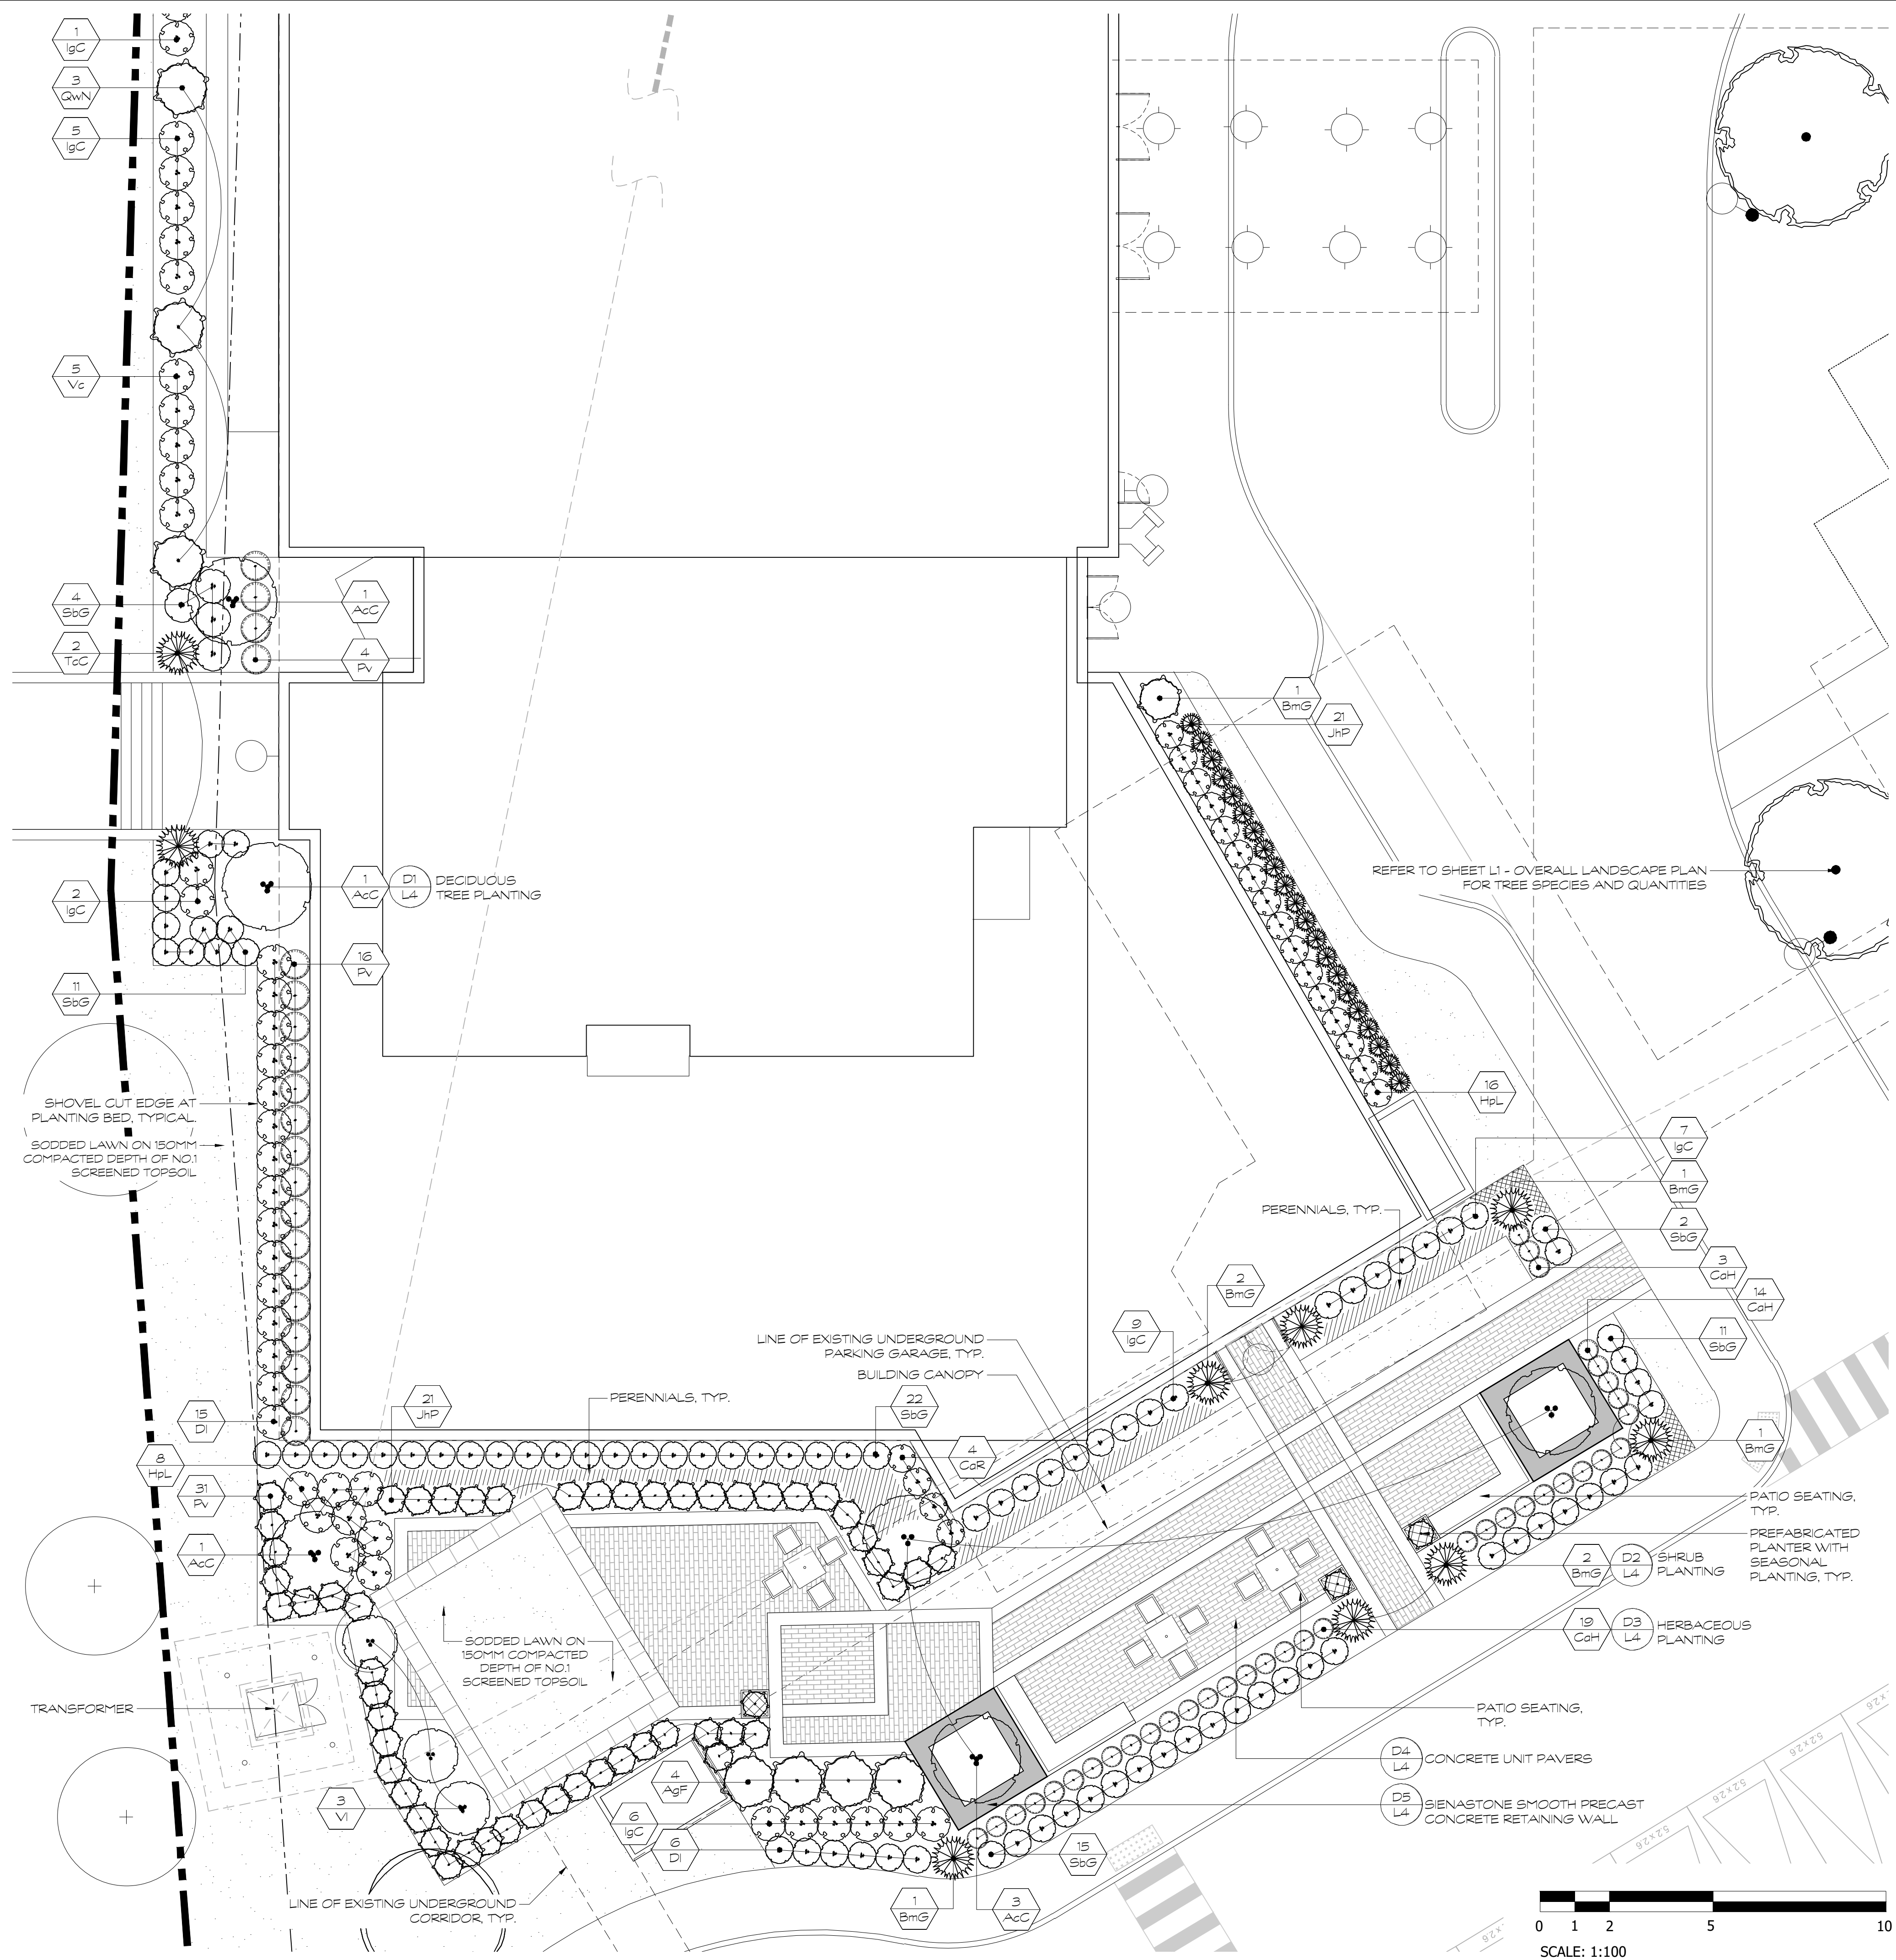 1
IgC
3
QwN
5
IgC
5
Vc
4
SbG
1
AcC
2
TcC
4
Pv
1
BmG
21
JhP
2
IgC
1
AcC
D1
L4
DECIDUOUS
TREE PLANTING
REFER TO SHEET L1 - OVERALL LANDSCAPE PLAN
FOR TREE SPECIES AND QUANTITIES
16
Pv
11
SbG
SHOVEL CUT EDGE AT
PLANTING BED, TYPICAL.
SODDED LAWN ON 150MM
COMPACTED DEPTH OF NO.1
SCREENED TOPSOIL
16
HpL
7
IgC
1
BmG
PERENNIALS, TYP.
2
SbG
3
CaH
2
BmG
14
CaH
9
IgC
11
SbG
LINE OF EXISTING UNDERGROUND
PARKING GARAGE, TYP.
BUILDING CANOPY
PERENNIALS, TYP.
15
Dl
21
JhP
22
SbG
4
CaR
1
BmG
8
HpL
31
Pv
PATIO SEATING,
TYP.
PREFABRICATED
PLANTER WITH
SEASONAL
PLANTING, TYP.
1
AcC
2
BmG
D2
L4
SHRUB
PLANTING
19
CaH
D3
L4
HERBACEOUS
PLANTING
SODDED LAWN ON
150MM COMPACTED
DEPTH OF NO.1
SCREENED TOPSOIL
TRANSFORMER
PATIO SEATING,
TYP.
D4
L4
CONCRETE UNIT PAVERS
4
AgF
3
Vl
6
IgC
D5
L4
SIENASTONE SMOOTH PRECAST
CONCRETE RETAINING WALL
6
Dl
15
SbG
LINE OF EXISTING UNDERGROUND
CORRIDOR, TYP.
1
BmG
3
AcC
52x26
52x26
52x26
52x26
0 1 2 5 10
SCALE: 1:100